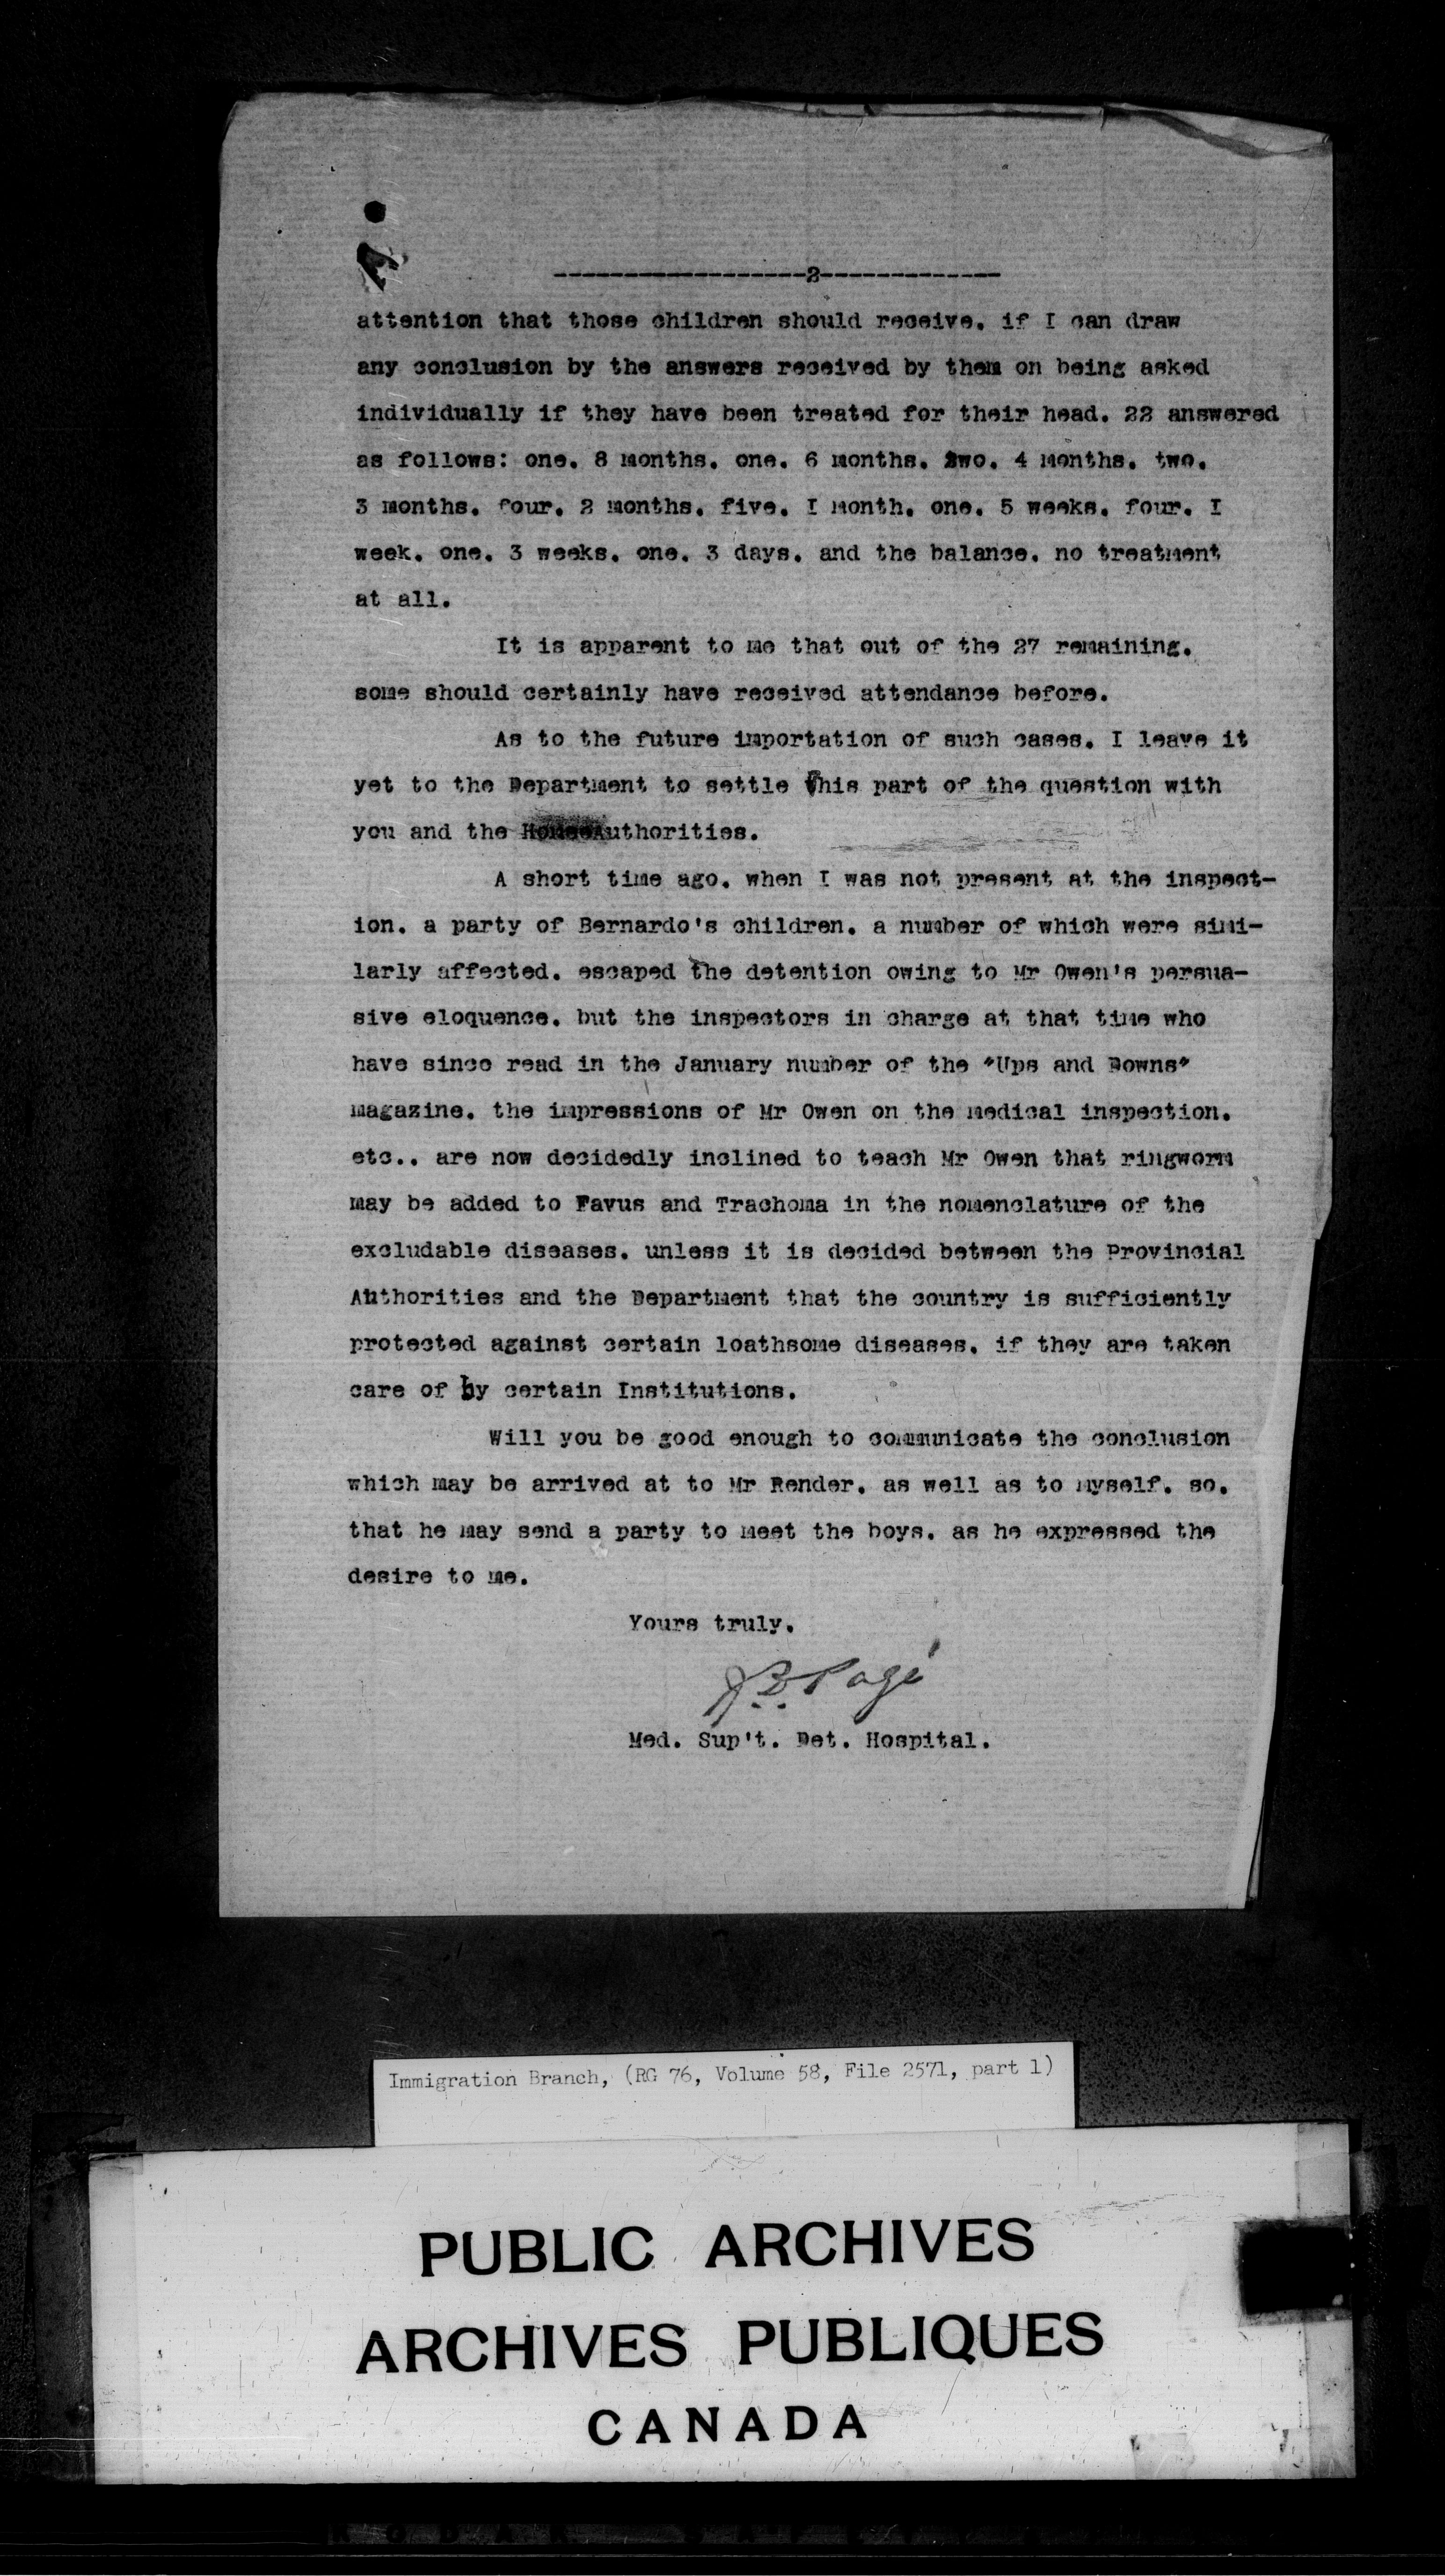 ------------------2-------------
attention that those children should receive. if I can draw
any conclusion by the answers received by them on being asked
individually if they have been treated for their head. 22 answered
as follows: one. 8 months. one. 6 months. two. 4 months. two.
3 months. four. 2 months. five. I month. one. 5 weeks. four. I
week. one. 3 weeks. one. 3 days. and the balance. no treatment
at all.
It is apparent to me that out of the 27 remaining.
some should certainly have received attendance before.
As to the future importation of such cases. I leave it
yet to the Department to settle this part of the question with
you and the Home Authorities.
A short time ago. when I was not present at the inspect-
ion. a party of Bernardo's children. a number of which were simi-
larly affected. escaped the detention owing to Mr Owen's persua-
sive eloquence. but the inspectors in charge at that time who
have since read in the January number of the "Ups and Downs"
magazine. the impressions of Mr Owen on the medical inspection.
etc.. are now decidedly inclined to teach Mr Owen that ringworm
may be added to Favus and Trachoma in the nomenclature of the
excludable diseases. unless it is decided between the Provincial
Authorities and the Department that the country is sufficiently
protected against certain loathsome diseases. if they are taken
care of by certain Institutions.
Will you be good enough to communicate the conclusion
which may be arrived at to Mr Render. as well as to myself. so.
that he may send a party to meet the boys. as he expressed the
desire to me.
Yours truly.
J.B. Pagé
Med. Sup't. Det. Hospital.
Immigration Branch, (RG 76, Volume 58, File 2571, part 1)
PUBLIC ARCHIVES
ARCHIVES PUBLIQUES
CANADA